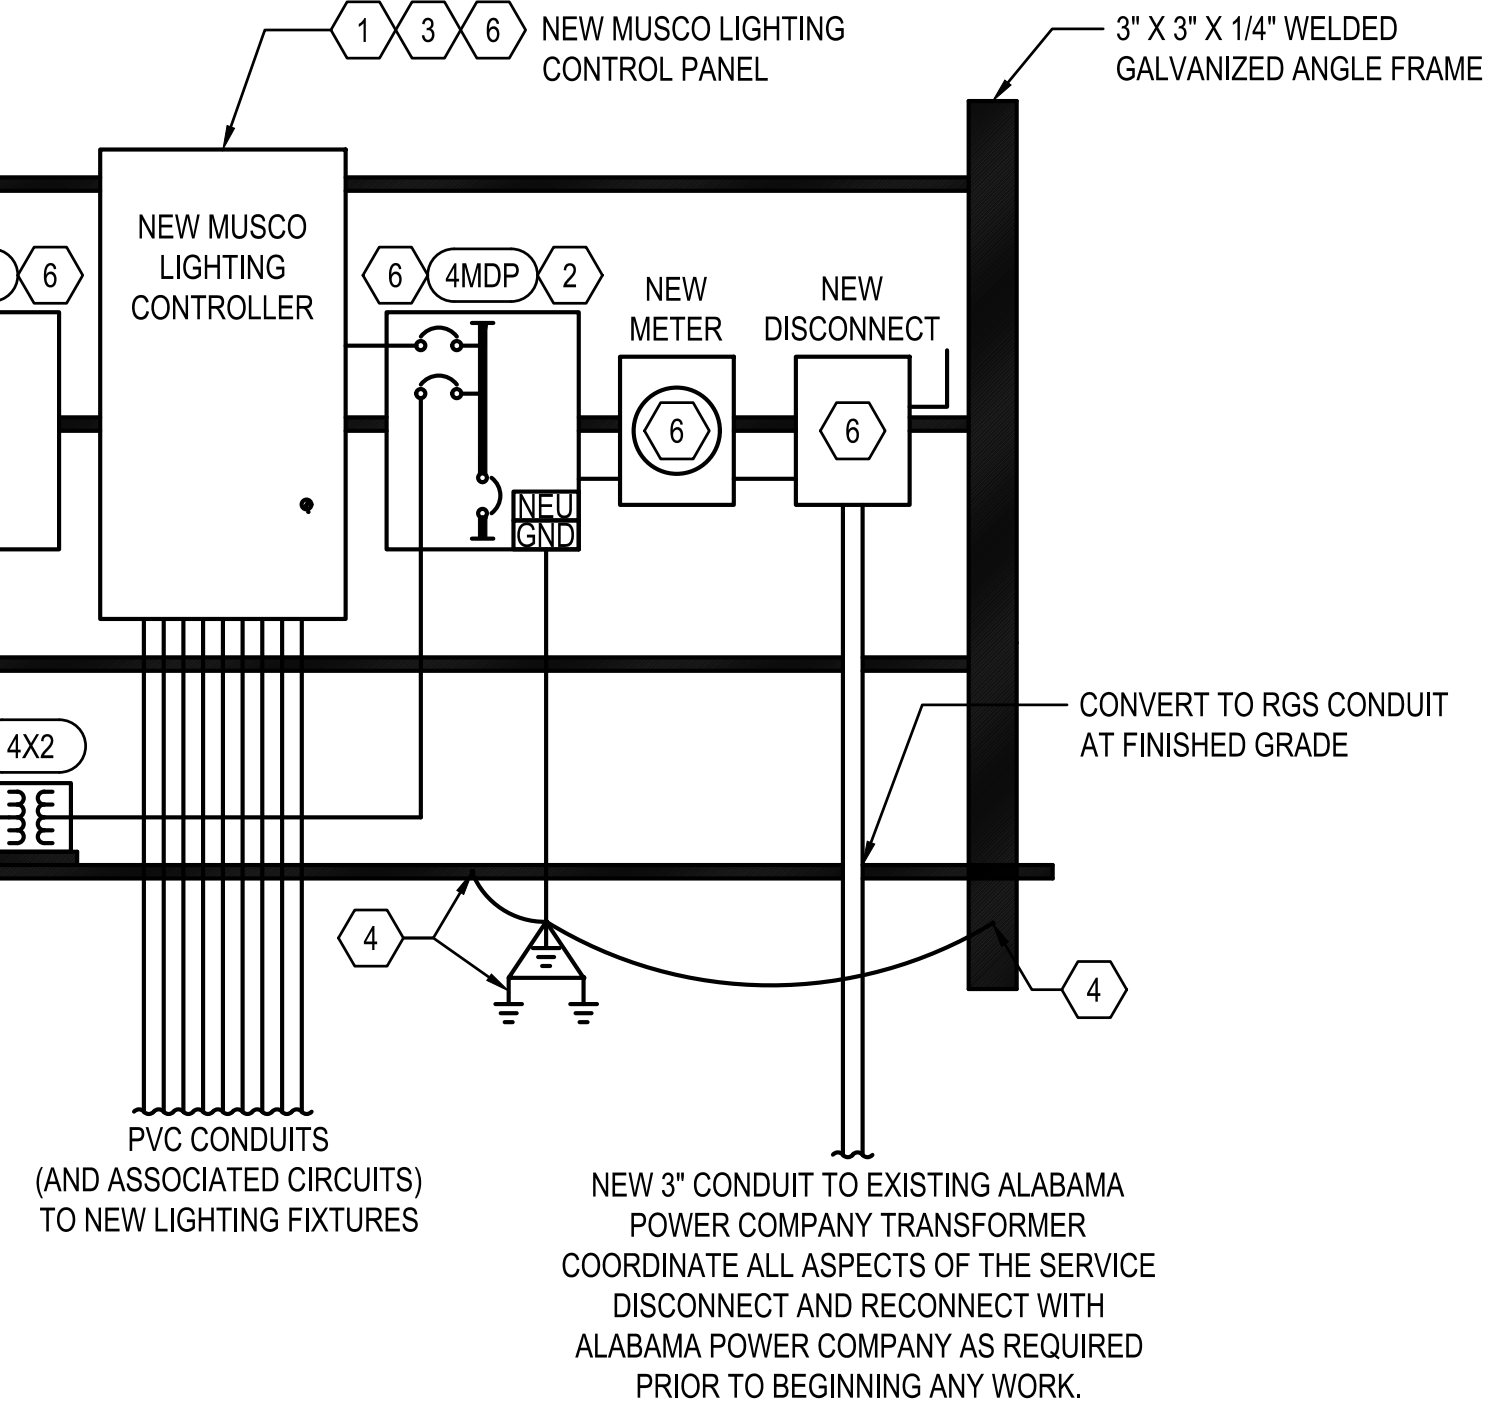 1 3 6 NEW MUSCO LIGHTING
CONTROL PANEL
3" X 3" X 1/4" WELDED
GALVANIZED ANGLE FRAME
NEW MUSCO
LIGHTING
CONTROLLER
6
6 4MDP 2
NEW
METER
NEW
DISCONNECT
6
6
NEU
GND
4X2
CONVERT TO RGS CONDUIT
AT FINISHED GRADE
4
4
PVC CONDUITS
(AND ASSOCIATED CIRCUITS)
TO NEW LIGHTING FIXTURES
NEW 3" CONDUIT TO EXISTING ALABAMA
POWER COMPANY TRANSFORMER
COORDINATE ALL ASPECTS OF THE SERVICE
DISCONNECT AND RECONNECT WITH
ALABAMA POWER COMPANY AS REQUIRED
PRIOR TO BEGINNING ANY WORK.